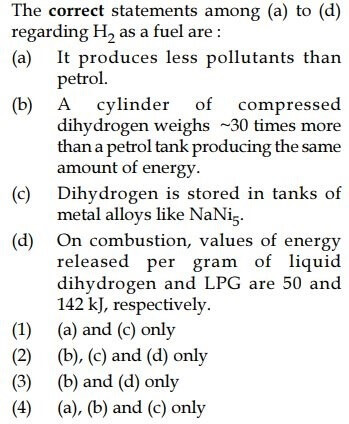 The correct statements among (a) to (d)
regarding H₂ as a fuel are :
(a) It produces less pollutants than
petrol.
(b) A cylinder of compressed
dihydrogen weighs ~30 times more
than a petrol tank producing the same
amount of energy.
(c) Dihydrogen is stored in tanks of
metal alloys like NaNi₅.
(d) On combustion, values of energy
released per gram of liquid
dihydrogen and LPG are 50 and
142 kJ, respectively.
(1) (a) and (c) only
(2) (b), (c) and (d) only
(3) (b) and (d) only
(4) (a), (b) and (c) only